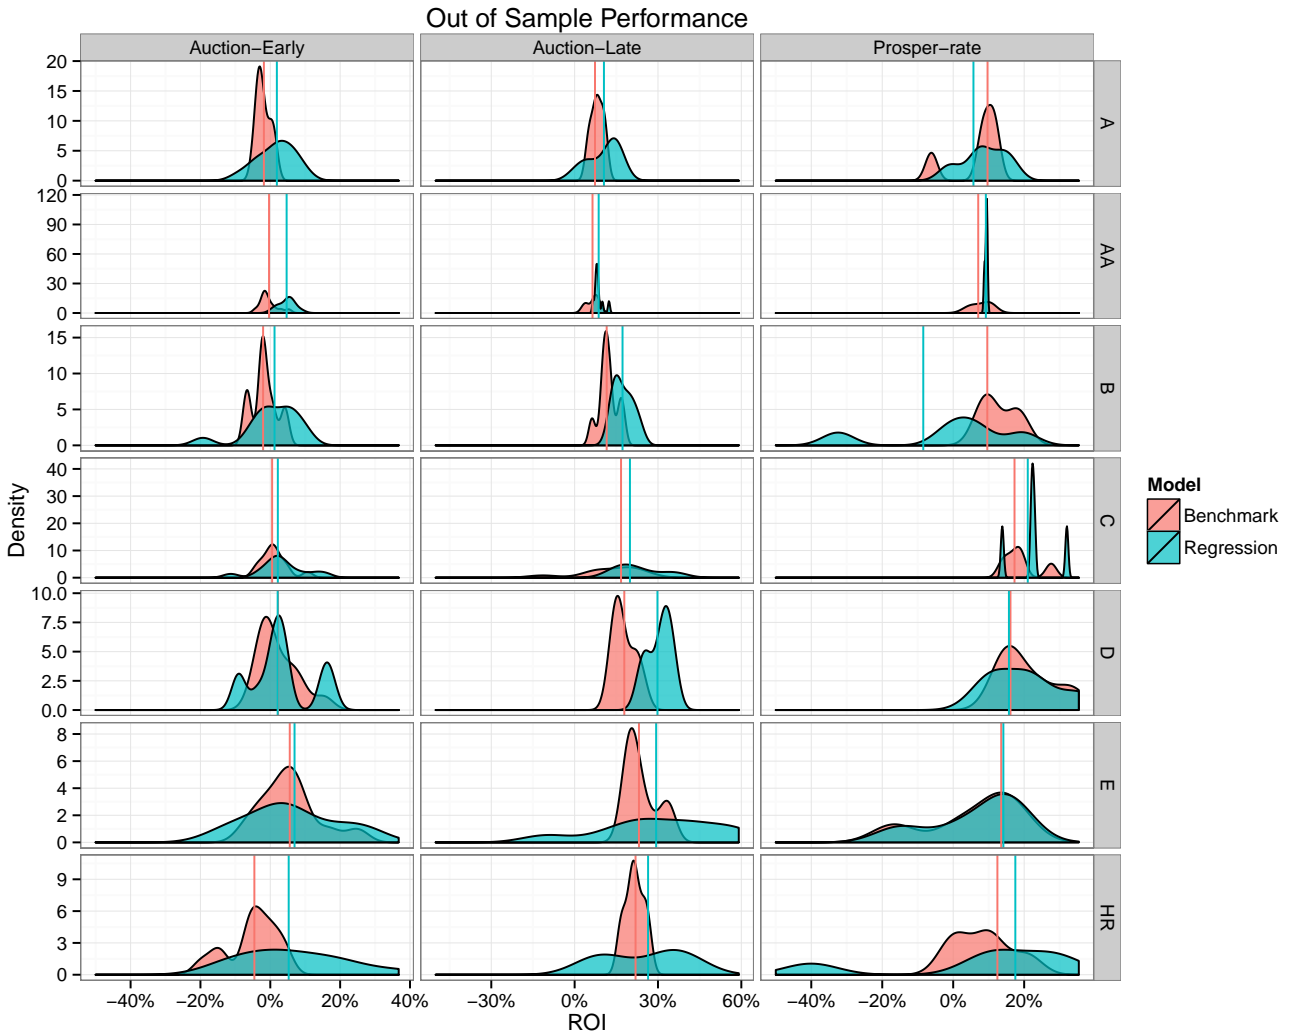 Out of Sample Performance
Auction−Early
Auction−Late
Prosper−rate
20
15
10
5
0
A
120
90
60
30
0
AA
15
10
5
0
B
40
30
20
10
0
C
10.0
7.5
5.0
2.5
0.0
D
8
6
4
2
0
E
9
6
3
0
HR
Density
−40% −20% 0% 20% 40%
−30% 0% 30% 60%
−40% −20% 0% 20%
ROI
Model
Benchmark
Regression